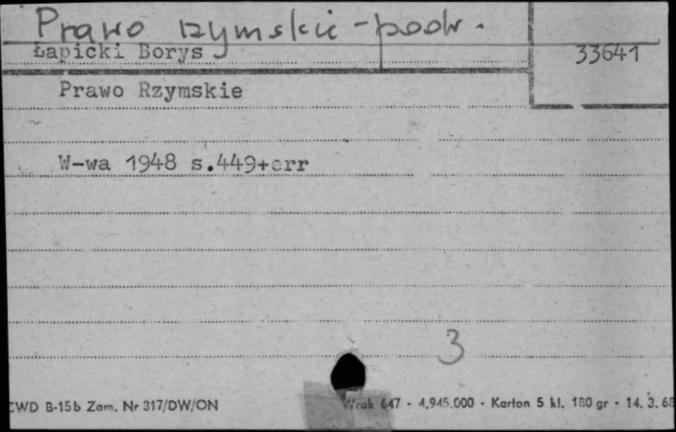 Prawo rzymskie - podr.
Łapicki Borys
33641
Prawo Rzymskie
W-wa 1948 s.449+err
3
CWD B-15b Zam. Nr 317/DW/ON
Wrak 647 - 4.945.000 - Karton 5 kl. 180 gr - 14. 3. 68